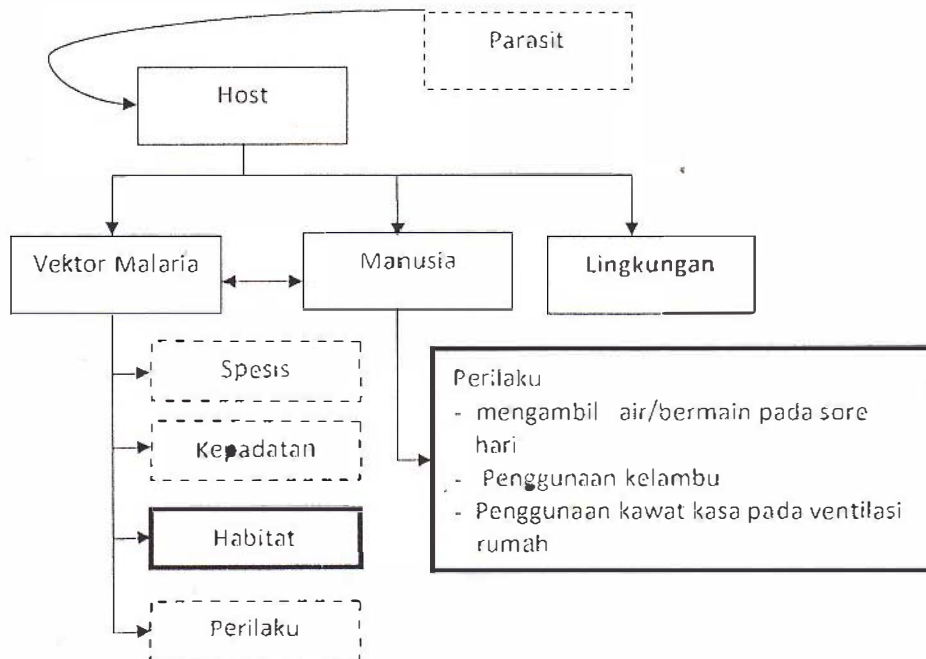 Parasit
Host
Vektor Malaria
Manusia
Lingkungan
Spesis
Kepadatan
Habitat
Perilaku
Perilaku
- mengambil air/bermain pada sore
hari
- Penggunaan kelambu
- Penggunaan kawat kasa pada ventilasi
rumah